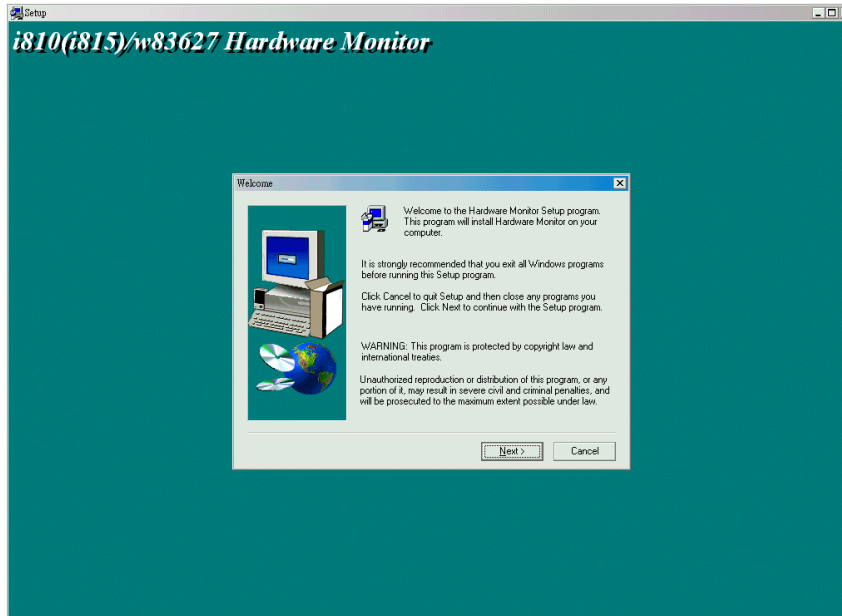 Setup
i810(i815)/w83627 Hardware Monitor
Welcome
Welcome to the Hardware Monitor Setup program.
This program will install Hardware Monitor on your
computer.
It is strongly recommended that you exit all Windows programs
before running this Setup program.
Click Cancel to quit Setup and then close any programs you
have running.  Click Next to continue with the Setup program.
WARNING: This program is protected by copyright law and
international treaties.
Unauthorized reproduction or distribution of this program, or any
portion of it, may result in severe civil and criminal penalties, and
will be prosecuted to the maximum extent possible under law.
Next >
Cancel